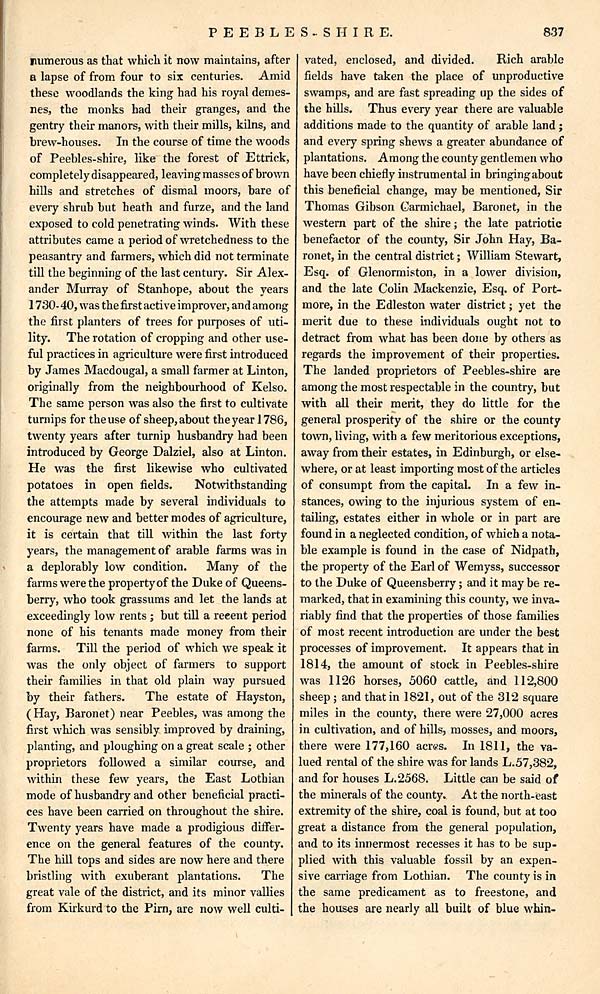 PEEBLES-SHIRE.
837
numerous as that which it now maintains, after
a lapse of from four to six centuries. Amid
these woodlands the king had his royal demes-
nes, the monks had their granges, and the
gentry their manors, with their mills, kilns, and
brew-houses. In the course of time the woods
of Peebles-shire, like the forest of Ettrick,
completely disappeared, leaving masses of brown
hills and stretches of dismal moors, bare of
every shrub but heath and furze, and the land
exposed to cold penetrating winds. With these
attributes came a period of wretchedness to the
peasantry and farmers, which did not terminate
till the beginning of the last century. Sir Alex-
ander Murray of Stanhope, about the years
1730-40, was the first active improver, and among
the first planters of trees for purposes of uti-
lity. The rotation of cropping and other use-
ful practices in agriculture were first introduced
by James Macdougal, a small farmer at Linton,
originally from the neighbourhood of Kelso.
The same person was also the first to cultivate
turnips for the use of sheep, about the year 1786,
twenty years after turnip husbandry had been
introduced by George Dalziel, also at Linton.
He was the first likewise who cultivated
potatoes in open fields. Notwithstanding
the attempts made by several individuals to
encourage new and better modes of agriculture,
it is certain that till within the last forty
years, the management of arable farms was in
a deplorably low condition. Many of the
farms were the property of the Duke of Queens-
berry, who took grassums and let the lands at
exceedingly low rents; but till a recent period
none of his tenants made money from their
farms. Till the period of which we speak it
was the only object of farmers to support
their families in that old plain way pursued
by their fathers. The estate of Hayston,
(Hay, Baronet) near Peebles, was among the
first which was sensibly improved by draining,
planting, and ploughing on a great scale; other
proprietors followed a similar course, and
within these few years, the East Lothian
mode of husbandry and other beneficial practi-
ces have been carried on throughout the shire.
Twenty years have made a prodigious differ-
ence on the general features of the county.
The hill tops and sides are now here and there
bristling with exuberant plantations. The
great vale of the district, and its minor vallies
from Kirkurd to the Pirn, are now well culti-
vated, enclosed, and divided. Rich arable
fields have taken the place of unproductive
swamps, and are fast spreading up the sides of
the hills. Thus every year there are valuable
additions made to the quantity of arable land;
and every spring shews a greater abundance of
plantations. Among the county gentlemen who
have been chiefly instrumental in bringing about
this beneficial change, may be mentioned, Sir
Thomas Gibson Carmichael, Baronet, in the
western part of the shire; the late patriotic
benefactor of the county, Sir John Hay, Ba-
ronet, in the central district; William Stewart,
Esq. of Glenormiston, in a lower division,
and the late Colin Mackenzie, Esq. of Port-
more, in the Edleston water district; yet the
merit due to these individuals ought not to
detract from what has been done by others as
regards the improvement of their properties.
The landed proprietors of Peebles-shire are
among the most respectable in the country, but
with all their merit, they do little for the
general prosperity of the shire or the county
town, living, with a few meritorious exceptions,
away from their estates, in Edinburgh, or else-
where, or at least importing most of the articles
of consumpt from the capital. In a few in-
stances, owing to the injurious system of en-
tailing, estates either in whole or in part are
found in a neglected condition, of which a nota-
ble example is found in the case of Nidpath,
the property of the Earl of Wemyss, successor
to the Duke of Queensberry; and it may be re-
marked, that in examining this county, we inva-
riably find that the properties of those families
of most recent introduction are under the best
processes of improvement. It appears that in
1814, the amount of stock in Peebles-shire
was 1126 horses, 5060 cattle, and 112,800
sheep; and that in 1821, out of the 312 square
miles in the county, there were 27,000 acres
in cultivation, and of hills, mosses, and moors,
there were 177,160 acres. In 1811, the va-
lued rental of the shire was for lands L.57,382,
and for houses L.2568. Little can be said of
the minerals of the county. At the north-east
extremity of the shire, coal is found, but at too
great a distance from the general population,
and to its innermost recesses it has to be sup-
plied with this valuable fossil by an expen-
sive carriage from Lothian. The county is in
the same predicament as to freestone, and
the houses are nearly all built of blue whin-